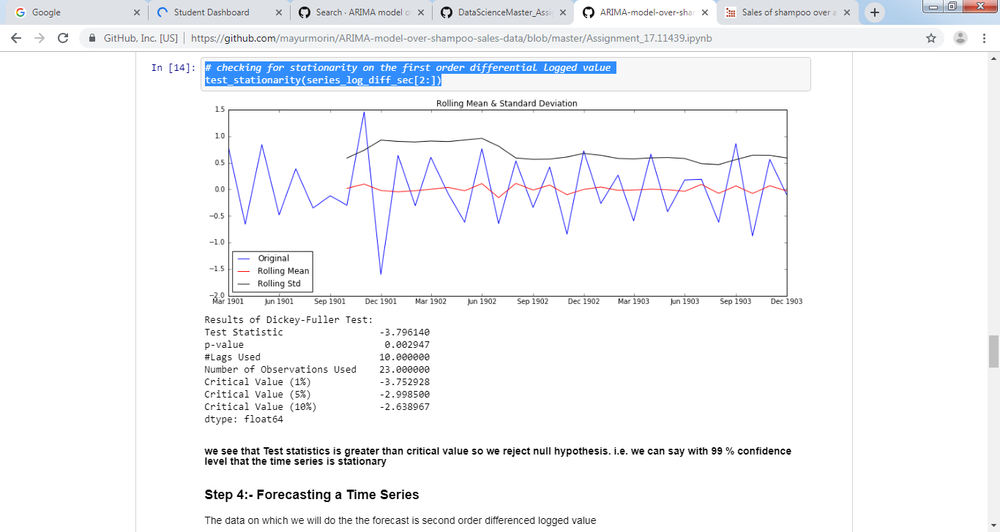 Google
Student Dashboard
Search · ARIMA model o
DataScienceMaster_Assi
ARIMA-model-over-shar
Sales of shampoo over a
GitHub, Inc. [US] | https://github.com/mayurmorin/ARIMA-model-over-shampoo-sales-data/blob/master/Assignment_17.11439.ipynb
In [14]: # checking for stationarity on the first order differential logged value
test_stationarity(series_log_diff_sec[2:])
Rolling Mean & Standard Deviation
1.5
1.0
0.5
0.0
−0.5
−1.0
−1.5
−2.0
Original
Rolling Mean
Rolling Std
Mar 1901 Jun 1901 Sep 1901 Dec 1901 Mar 1902 Jun 1902 Sep 1902 Dec 1902 Mar 1903 Jun 1903 Sep 1903 Dec 1903
Results of Dickey-Fuller Test:
Test Statistic -3.796140
p-value 0.002947
#Lags Used 10.000000
Number of Observations Used 23.000000
Critical Value (1%) -3.752928
Critical Value (5%) -2.998500
Critical Value (10%) -2.638967
dtype: float64
we see that Test statistics is greater than critical value so we reject null hypothesis. i.e. we can say with 99 % confidence
level that the time series is stationary
Step 4:- Forecasting a Time Series
The data on which we will do the the forecast is second order differenced logged value